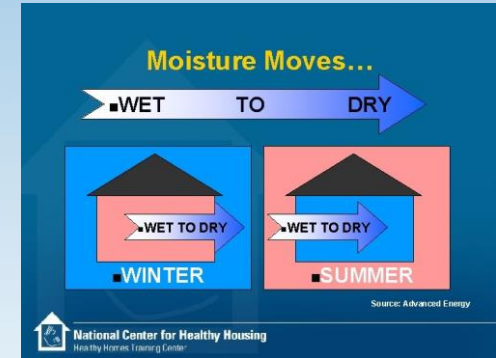 Moisture Moves...
▪WET TO DRY
▪WET TO DRY
▪WINTER
▪WET TO DRY
▪SUMMER
Source: Advanced Energy
National Center for Healthy Housing
Healthy Homes Training Center